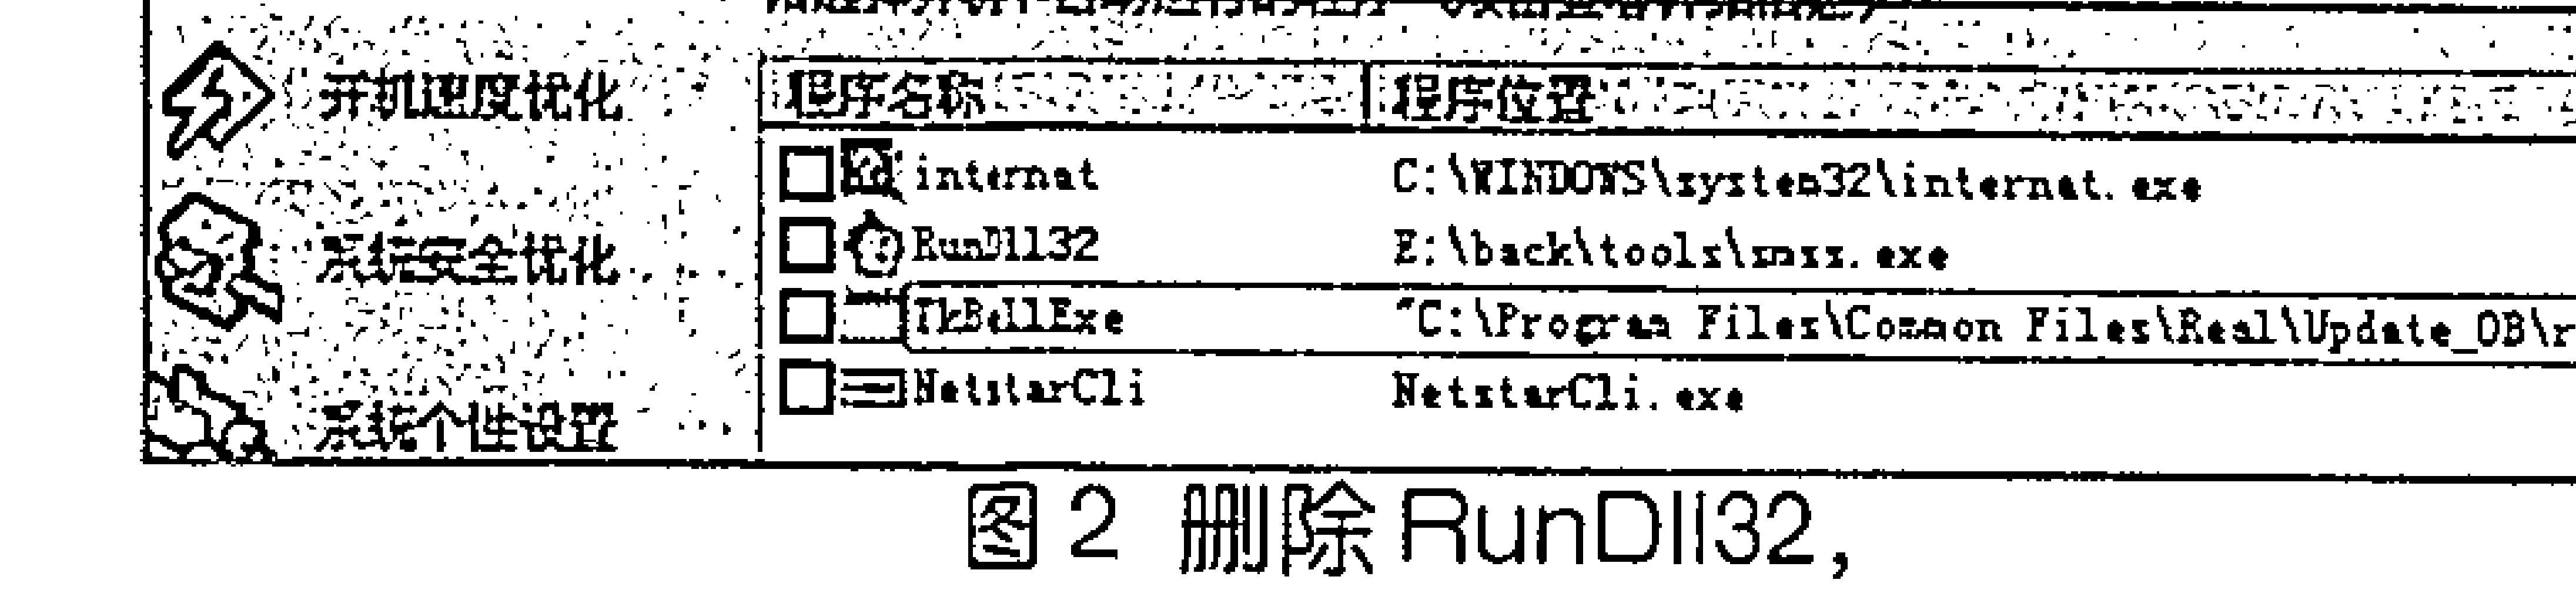 开机速度优化
系统安全优化
系统个性设置
程序名称 程序位置
internat C:\WINDOWS\system32\internat.exe
RunDll32 E:\back\tools\smss.exe
TkBellExe "C:\Program Files\Common Files\Real\Update_OB\r
NetstarCli NetstarCli.exe
图 2 删除 RunDll32,